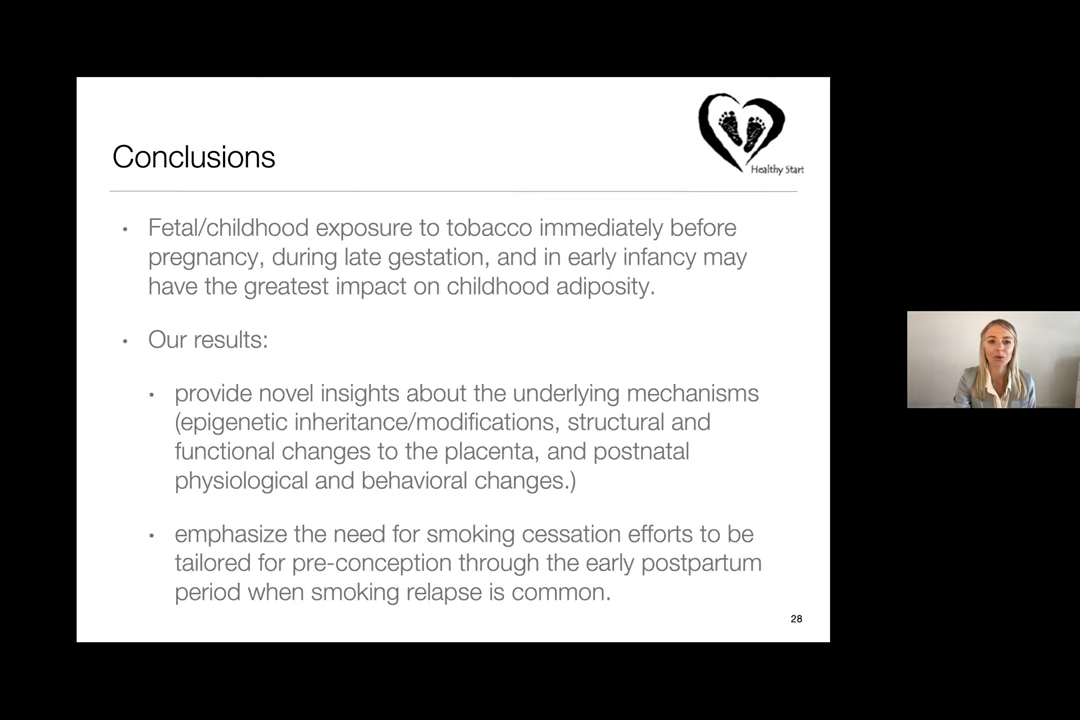 Healthy Start
Conclusions
• Fetal/childhood exposure to tobacco immediately before
pregnancy, during late gestation, and in early infancy may
have the greatest impact on childhood adiposity.
• Our results:
• provide novel insights about the underlying mechanisms
(epigenetic inheritance/modifications, structural and
functional changes to the placenta, and postnatal
physiological and behavioral changes.)
• emphasize the need for smoking cessation efforts to be
tailored for pre-conception through the early postpartum
period when smoking relapse is common.
28